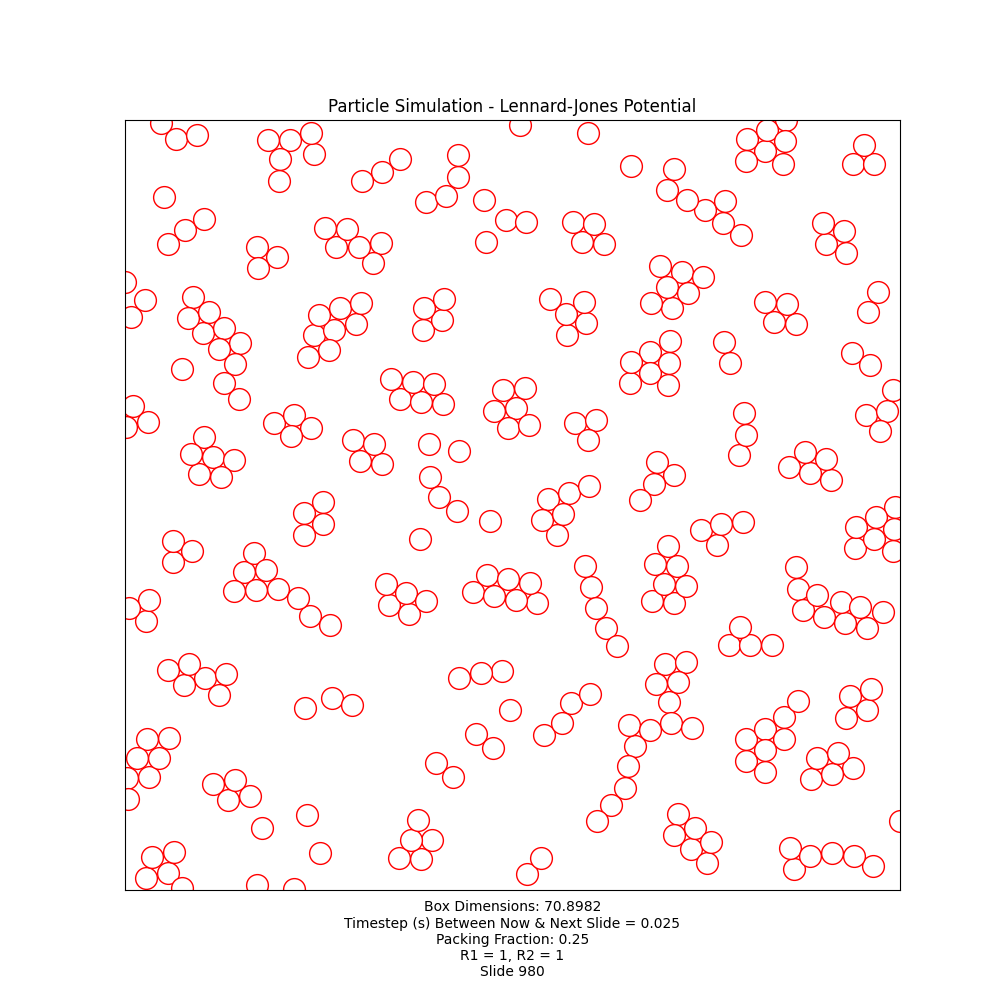 Particle Simulation - Lennard-Jones Potential
Box Dimensions: 70.8982
Timestep (s) Between Now & Next Slide = 0.025
Packing Fraction: 0.25
R1 = 1, R2 = 1
Slide 980